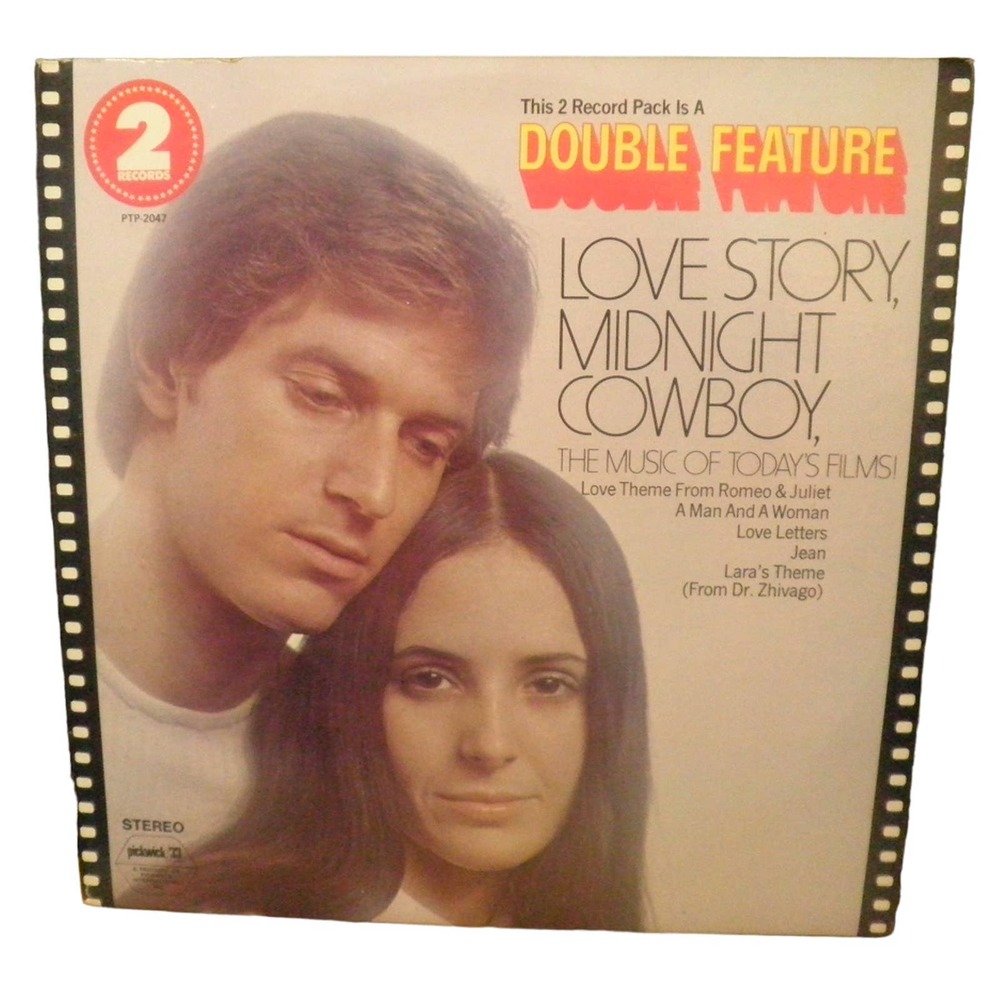 2
RECORDS
PTP-2047
This 2 Record Pack Is A
DOUBLE FEATURE
LOVE STORY,
MIDNIGHT
COWBOY,
THE MUSIC OF TODAY'S FILMS!
Love Theme From Romeo & Juliet
A Man And A Woman
Love Letters
Jean
Lara's Theme
(From Dr. Zhivago)
STEREO
pickwick/33